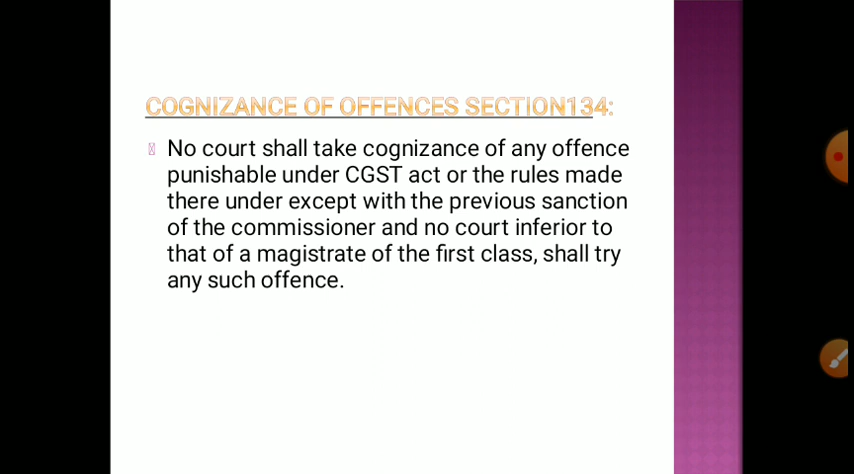 COGNIZANCE OF OFFENCES SECTION134:
No court shall take cognizance of any offence
punishable under CGST act or the rules made
there under except with the previous sanction
of the commissioner and no court inferior to
that of a magistrate of the first class, shall try
any such offence.